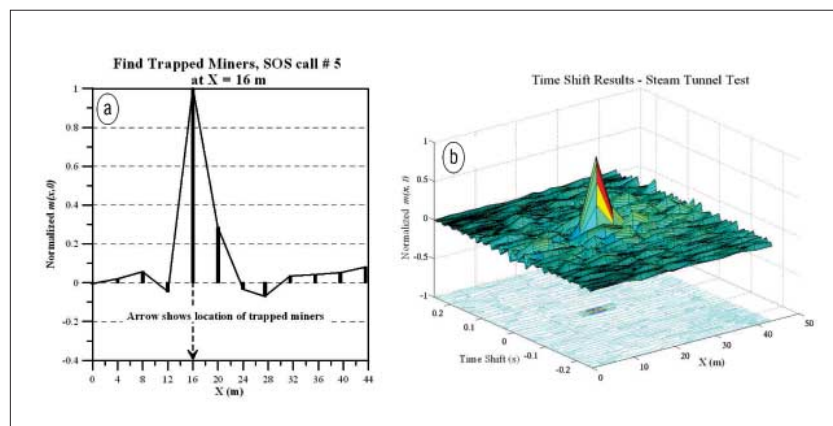 Find Trapped Miners, SOS call # 5
at X = 16 m
a
Normalized m(x,0)
1
0.8
0.6
0.4
0.2
0
-0.2
-0.4
Arrow shows location of trapped miners
0 4 8 12 16 20 24 28 32 36 40 44
X (m)
Time Shift Results - Steam Tunnel Test
b
Normalized m(x, t)
1
0.5
0
-0.5
-1
0.2
0.1
0
-0.1
-0.2
Time Shift (s)
0
10
20
30
40
50
X (m)